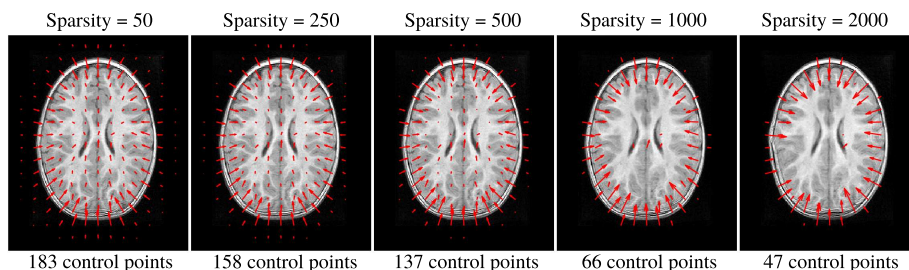 Sparsity = 50
Sparsity = 250
Sparsity = 500
Sparsity = 1000
Sparsity = 2000
183 control points
158 control points
137 control points
66 control points
47 control points